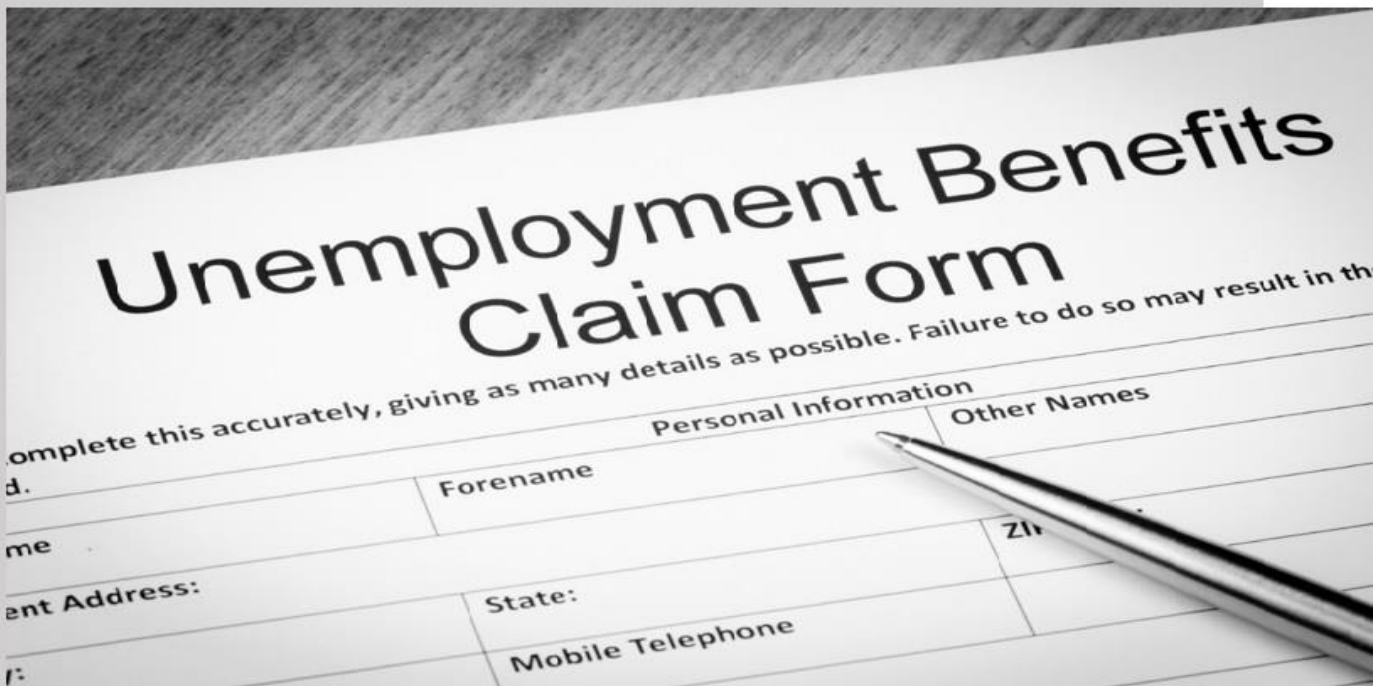 Unemployment Benefits
Claim Form
omplete this accurately, giving as many details as possible. Failure to do so may result in th
d.
Personal Information
me
Forename
Other Names
ent Address:
State:
Mobile Telephone